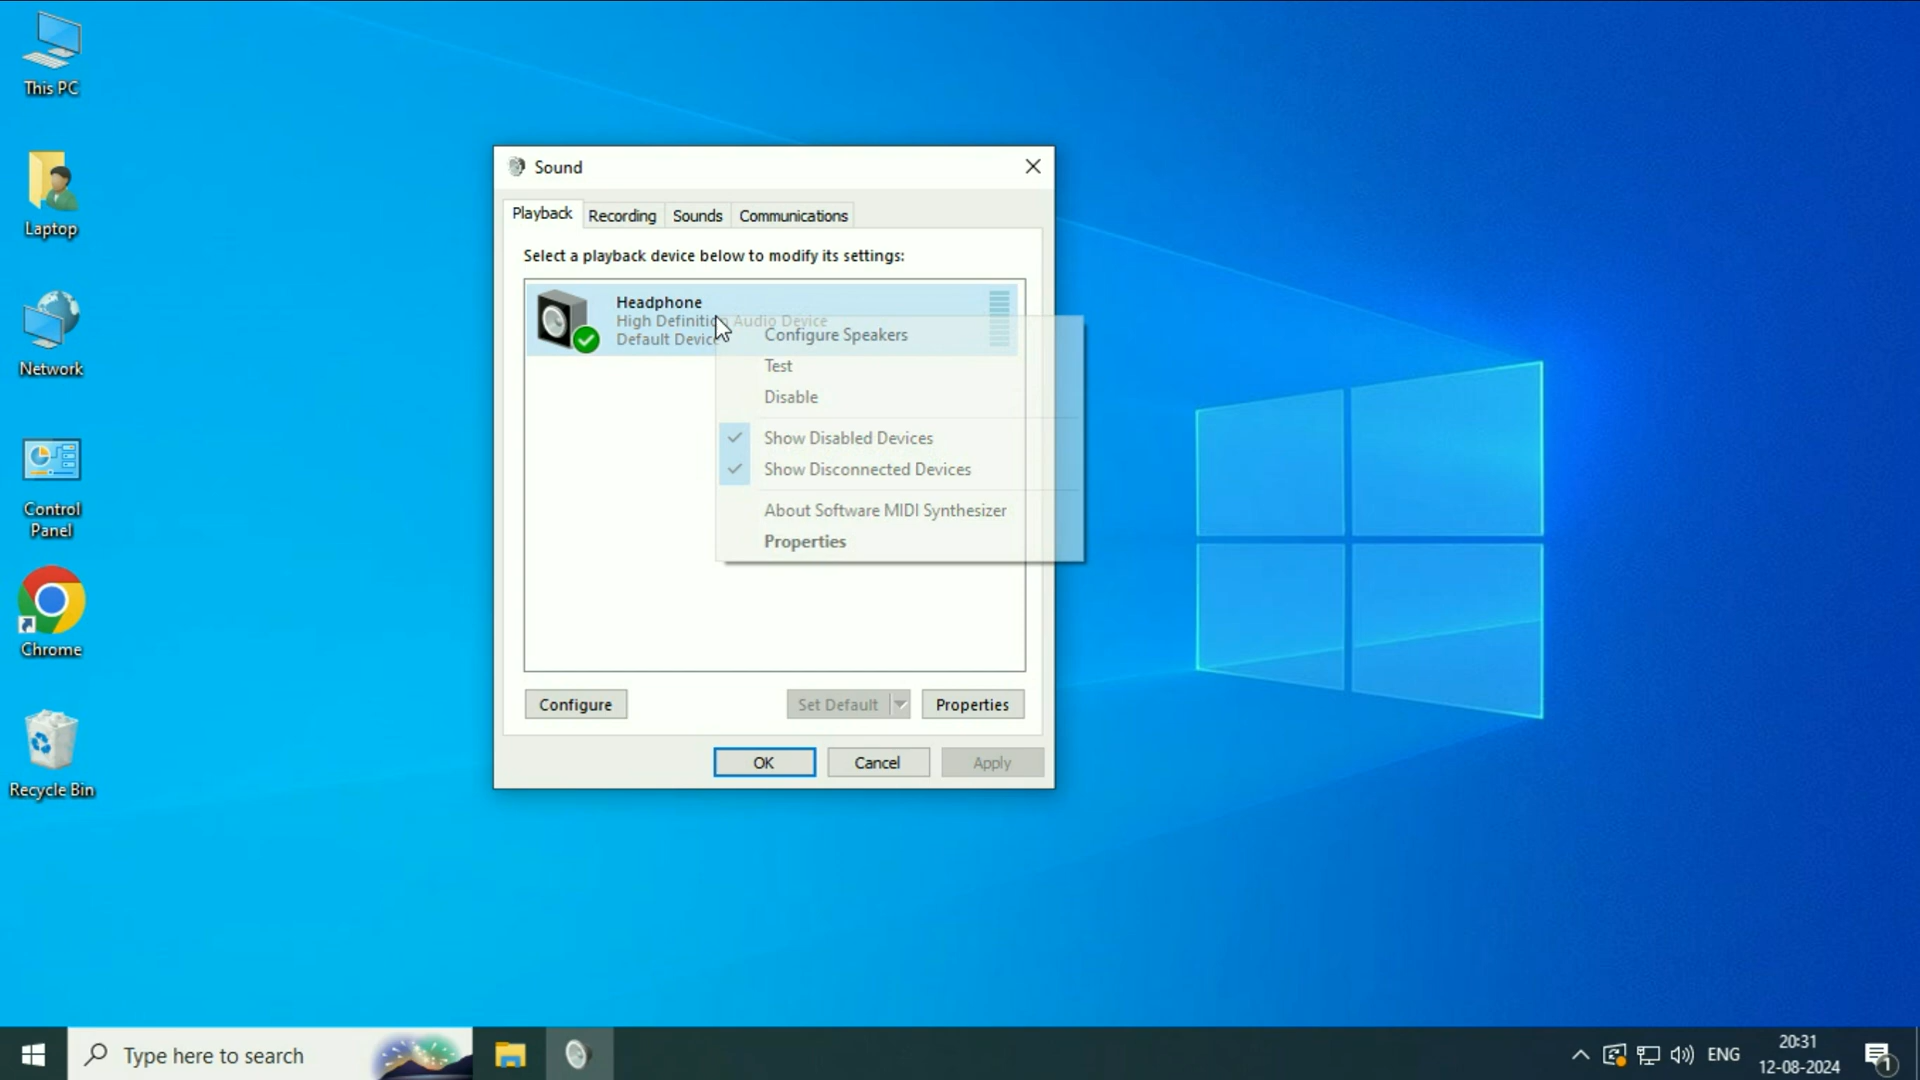 This PC
Laptop
Network
Control
Panel
Chrome
Recycle Bin
Sound
Playback
Recording
Sounds
Communications
Select a playback device below to modify its settings:
Headphone
High Definition Audio Device
Default Device
Configure Speakers
Test
Disable
Show Disabled Devices
Show Disconnected Devices
About Software MIDI Synthesizer
Properties
Configure
Set Default
Properties
OK
Cancel
Apply
Type here to search
ENG
20:31
12-08-2024
1